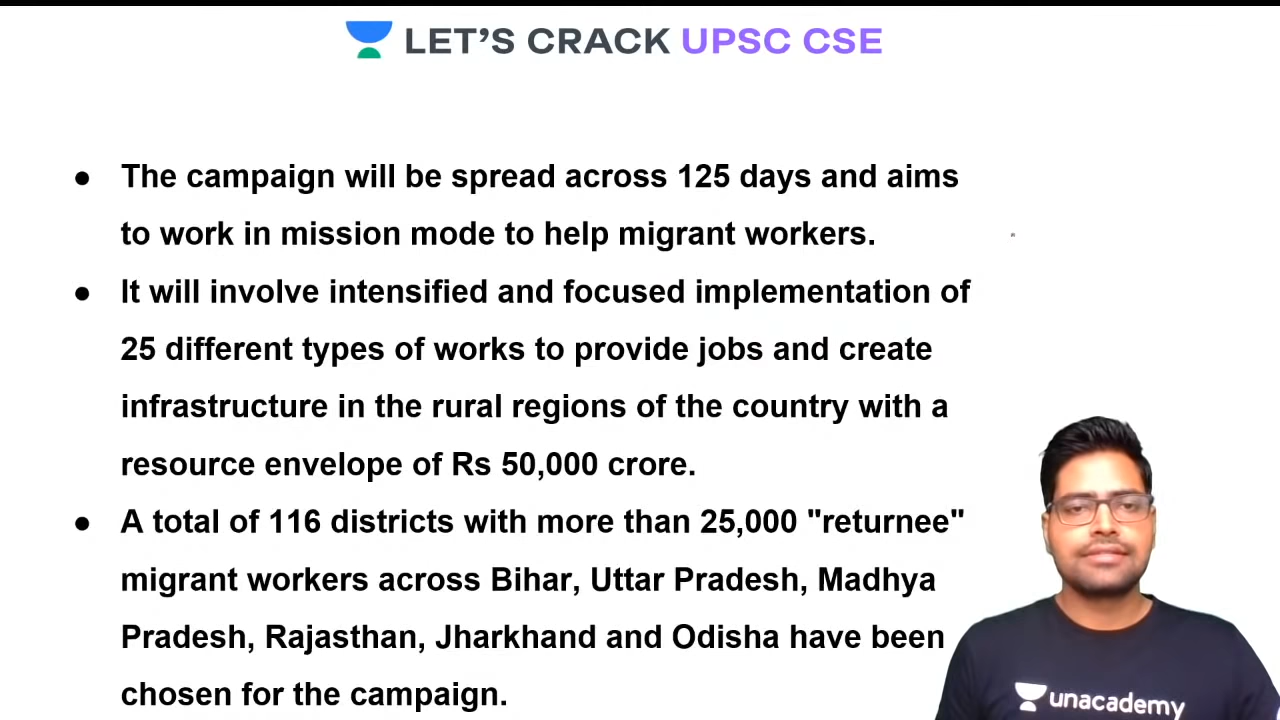 LET'S CRACK UPSC CSE
● The campaign will be spread across 125 days and aims
to work in mission mode to help migrant workers.
● It will involve intensified and focused implementation of
25 different types of works to provide jobs and create
infrastructure in the rural regions of the country with a
resource envelope of Rs 50,000 crore.
● A total of 116 districts with more than 25,000 "returnee"
migrant workers across Bihar, Uttar Pradesh, Madhya
Pradesh, Rajasthan, Jharkhand and Odisha have been
chosen for the campaign.
unacademy